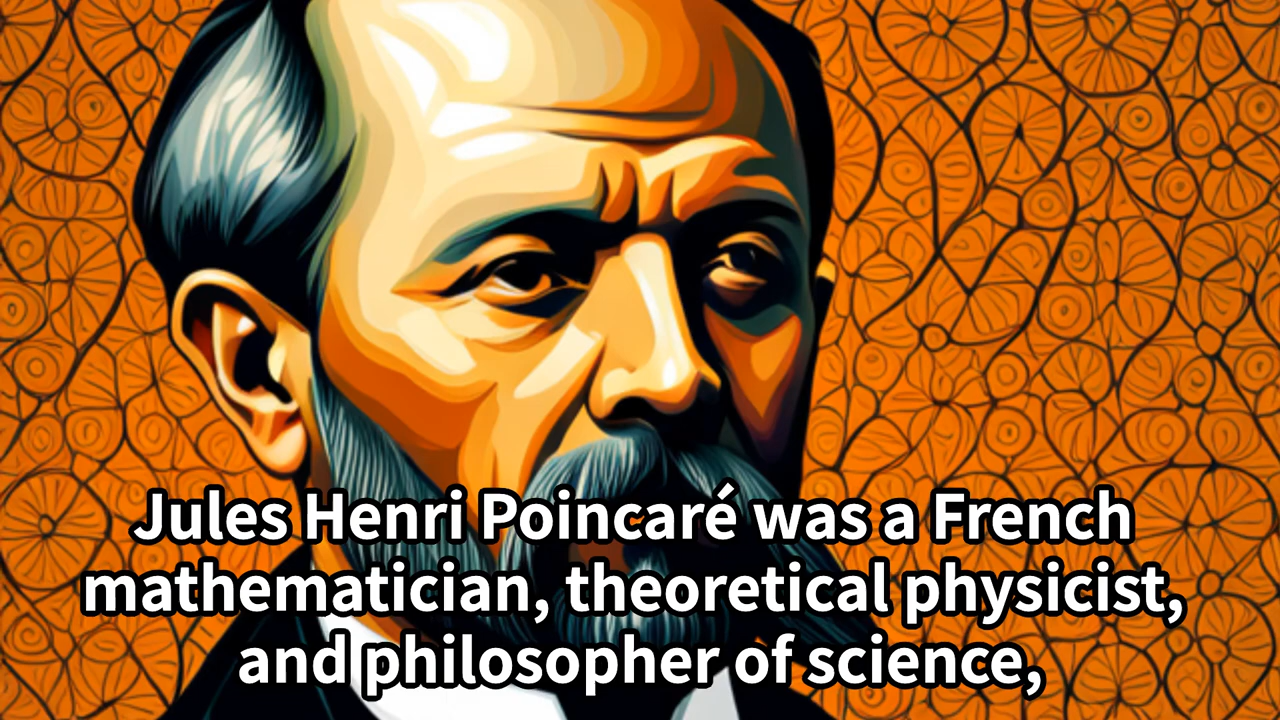 Jules Henri Poincaré was a French
mathematician, theoretical physicist,
and philosopher of science,